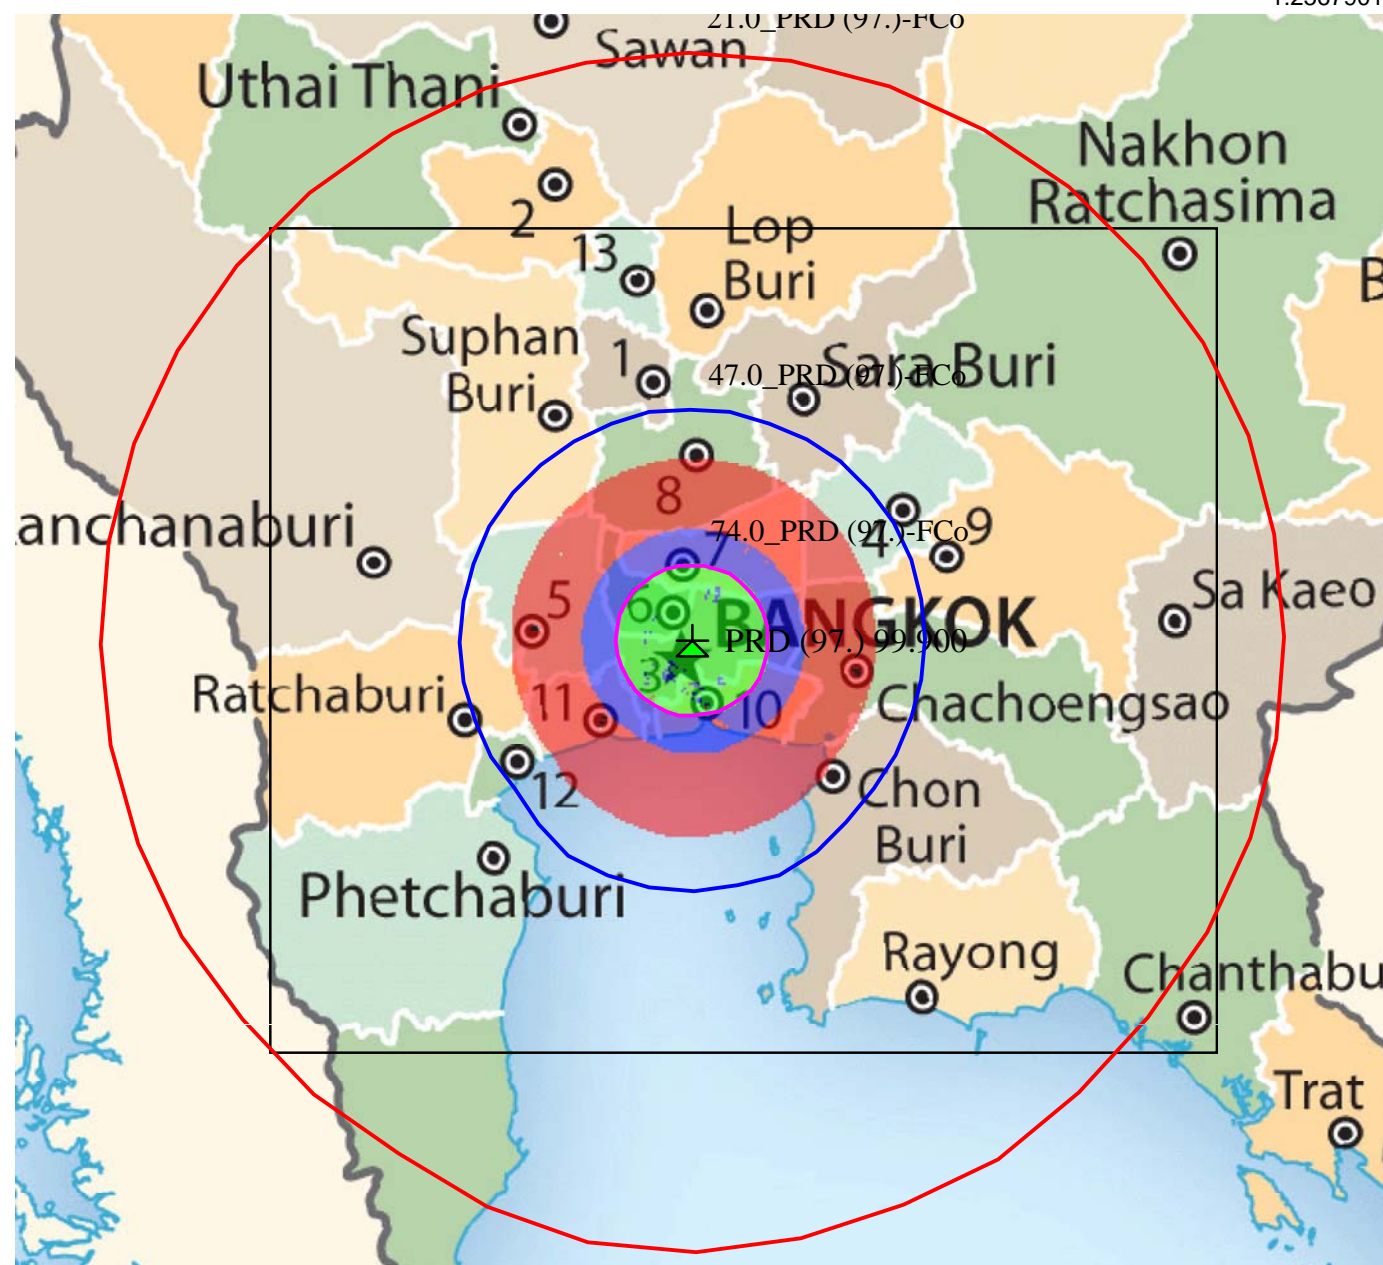 21.0_PRD (97.)-FCo
Sawan
Uthai Thani
Nakhon
Ratchasima
2
Lop
Buri
13
B
Suphan
Buri
1
Sara Buri
47.0_PRD (97.)-FCo
8
anchanaburi
74.0_PRD (97.)-FCo
7
4
9
5
6
BANGKOK
Sa Kaeo
PRD (97.) 99.900
3
Ratchaburi
11
10
Chachoengsao
12
Chon
Buri
Phetchaburi
Rayong
Chanthabu
Trat